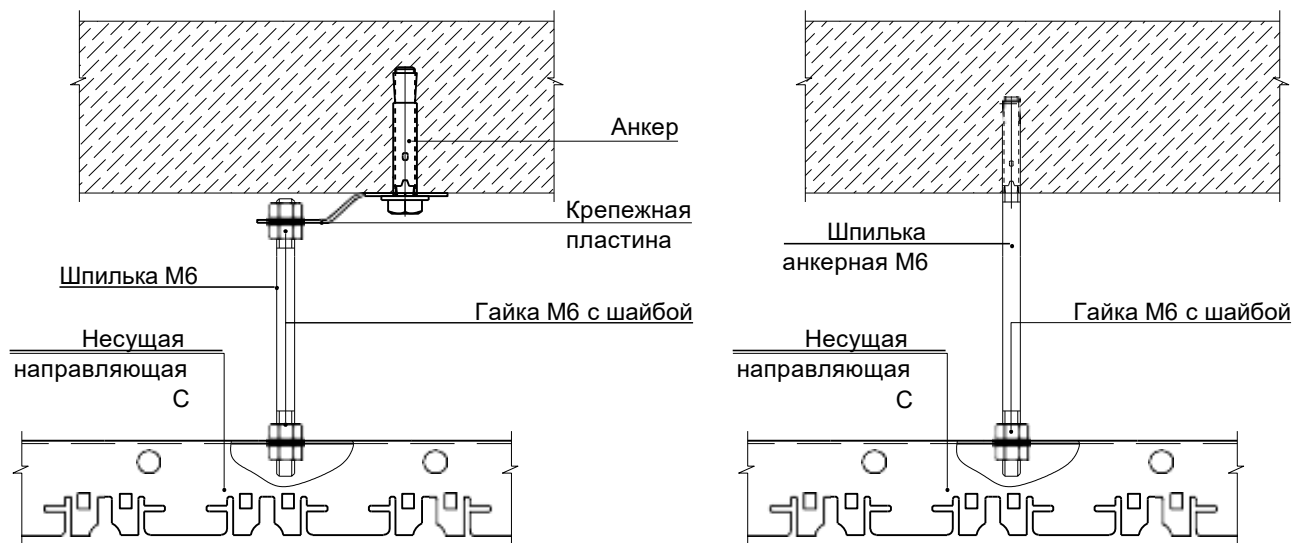 Анкер
Крепежная
пластина
Шпилька М6
Гайка М6 с шайбой
Несущая
направляющая
С
Шпилька
анкерная М6
Гайка М6 с шайбой
Несущая
направляющая
С